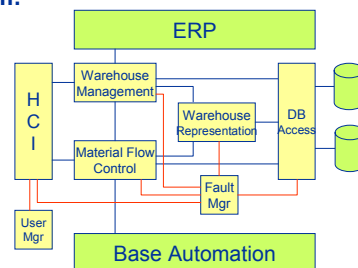 ERP
Warehouse
Management
H
C
I
Warehouse
Representation
DB
Access
Material Flow
Control
Fault
Mgr
User
Mgr
Base Automation